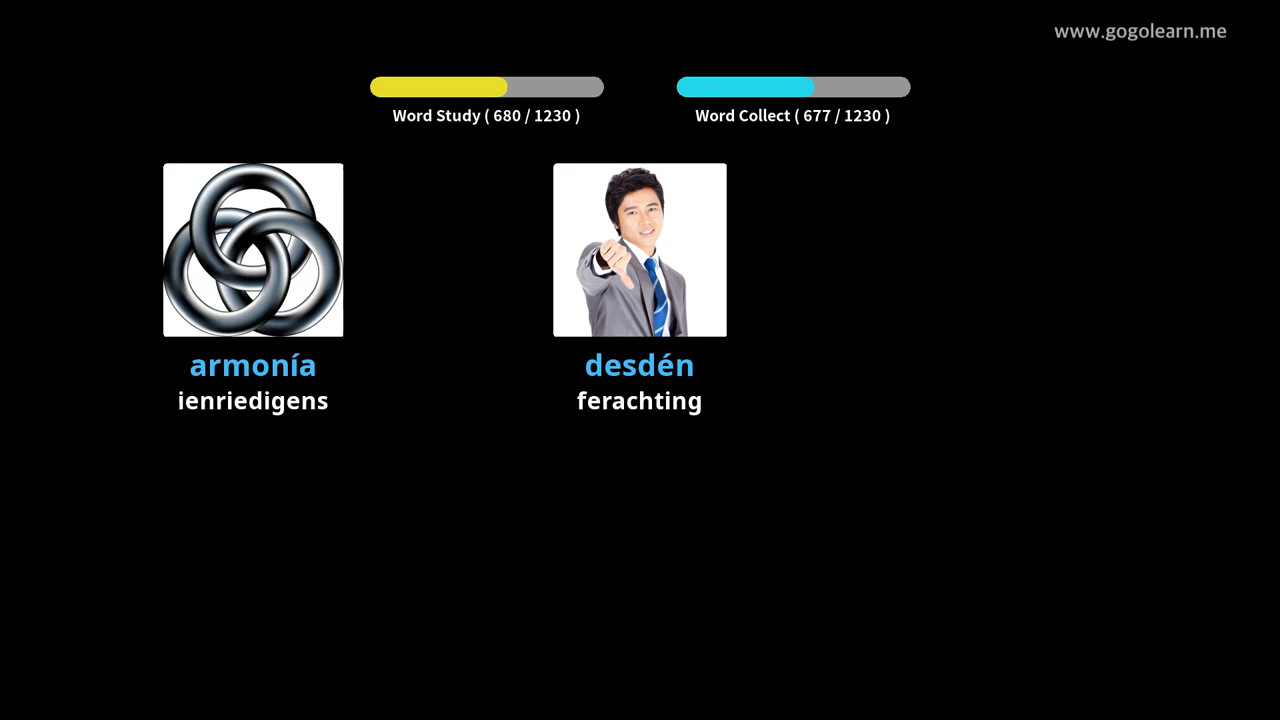 www.gogolearn.me
Word Study ( 680 / 1230 )
Word Collect ( 677 / 1230 )
armonía
ienriedigens
desdén
ferachting